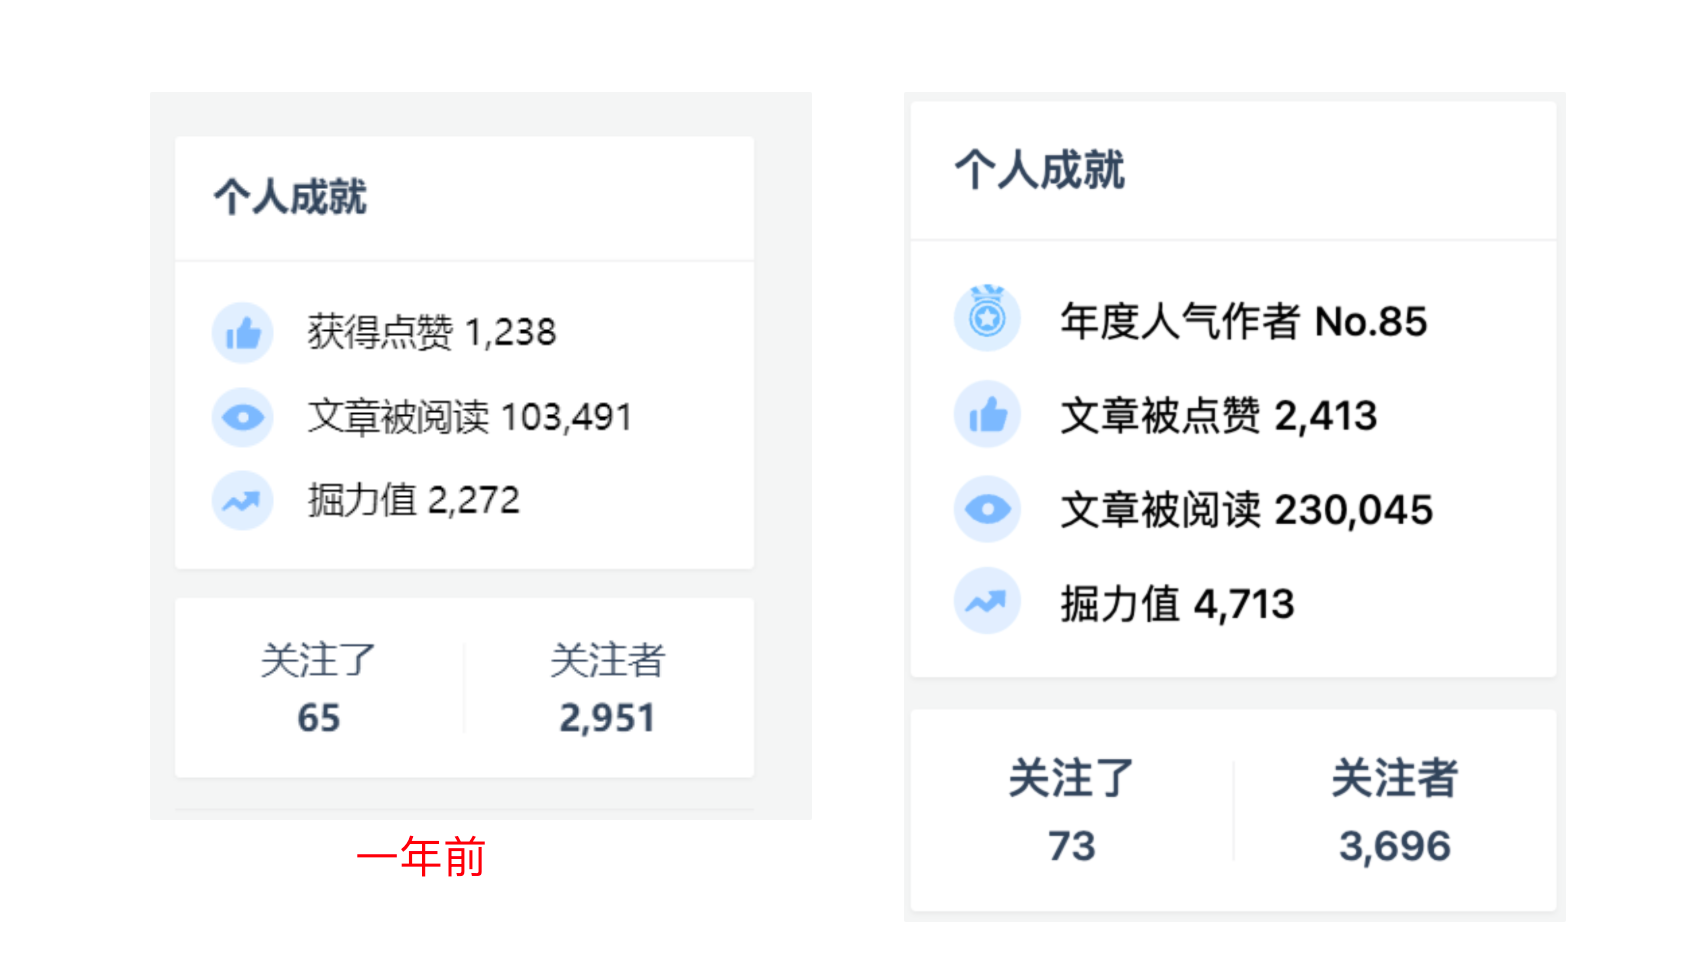 个人成就
获得点赞 1,238
文章被阅读 103,491
掘力值 2,272
关注了
65
关注者
2,951
一年前
个人成就
年度人气作者 No.85
文章被点赞 2,413
文章被阅读 230,045
掘力值 4,713
关注了
73
关注者
3,696